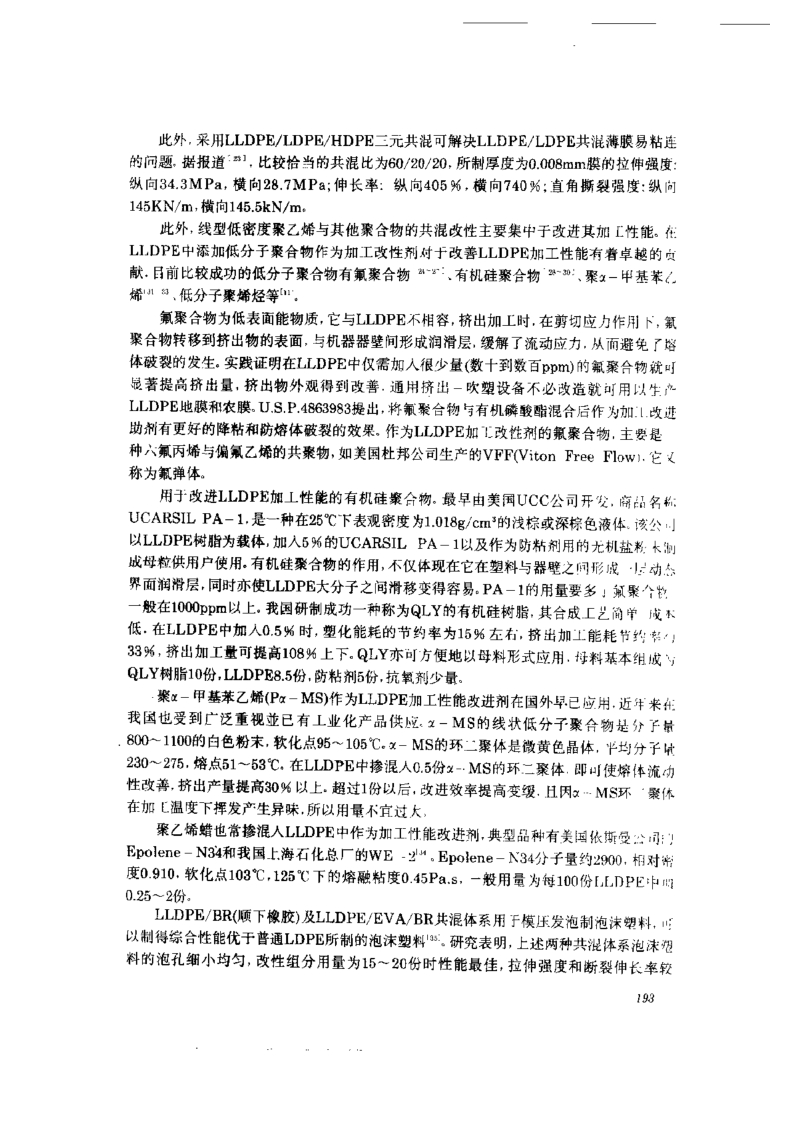 此外，采用LLDPE/LDPE/HDPE三元共混可解决LLDPE/LDPE共混薄膜易粘连
的问题。据报道，比较恰当的共混比为60/20/20，所制厚度为0.008mm膜的拉伸强度：
纵向34.3MPa，横向28.7MPa；伸长率：纵向405%，横向740%；直角撕裂强度：纵向
145KN/m，横向145.5kN/m。
此外，线型低密度聚乙烯与其他聚合物的共混改性主要集中于改进其加工性能。在
LLDPE中添加低分子聚合物作为加工改性剂对于改善LLDPE加工性能有着卓越的贡
献。目前比较成功的低分子聚合物有氟聚合物、有机硅聚合物、聚α－甲基苯乙
烯、低分子聚烯烃等。
氟聚合物为低表面能物质，它与LLDPE不相容，挤出加工时，在剪切应力作用下，氟
聚合物转移到挤出物的表面，与机器器壁间形成润滑层，缓解了流动应力，从而避免了熔
体破裂的发生。实践证明在LLDPE中仅需加入很少量(数十到数百ppm)的氟聚合物就可
显著提高挤出量，挤出物外观得到改善，通用挤出－吹塑设备不必改造就可用以生产
LLDPE地膜和农膜。U.S.P.4863983提出，将氟聚合物与有机磷酸酯混合后作为加工改进
助剂有更好的降粘和防熔体破裂的效果。作为LLDPE加工改性剂的氟聚合物，主要是
种六氟丙烯与偏氟乙烯的共聚物，如美国杜邦公司生产的VFF(Viton Free Flow)，它又
称为氟弹体。
用于改进LLDPE加工性能的有机硅聚合物。最早由美国UCC公司开发，商品名称
UCARSIL PA－1，是一种在25℃下表观密度为1.018g/cm³的浅棕或深棕色液体。该公司
以LLDPE树脂为载体，加入5%的UCARSIL PA－1以及作为防粘剂用的无机盐粉末制
成母粒供用户使用。有机硅聚合物的作用，不仅体现在它在塑料与器壁之间形成一层动态
界面润滑层，同时亦使LLDPE大分子之间滑移变得容易。PA－1的用量要多于氟聚合物
一般在1000ppm以上。我国研制成功一种称为QLY的有机硅树脂，其合成工艺简单 成本
低。在LLDPE中加入0.5%时，塑化能耗的节约率为15%左右，挤出加工能耗节约率为
33%，挤出加工量可提高108%上下。QLY亦可方便地以母料形式应用，母料基本组成为
QLY树脂10份，LLDPE8.5份，防粘剂5份，抗氧剂少量。
聚α－甲基苯乙烯(Pα－MS)作为LLDPE加工性能改进剂在国外早已应用，近年来在
我国也受到广泛重视並已有工业化产品供应。α－MS的线状低分子聚合物是分子量
800～1100的白色粉末，软化点95～105℃。α－MS的环二聚体是微黄色晶体，平均分子量
230～275，熔点51～53℃。在LLDPE中掺混入0.5份α－MS的环二聚体，即可使熔体流动
性改善，挤出产量提高30%以上。超过1份以后，改进效率提高变缓，且因α－MS环二聚体
在加工温度下挥发产生异味，所以用量不宜过大。
聚乙烯蜡也常掺混入LLDPE中作为加工性能改进剂，典型品种有美国依斯曼公司的
Epolene－N34和我国上海石化总厂的WE－2[34]。Epolene－N34分子量约2900，相对密
度0.910，软化点103℃，125℃下的熔融粘度0.45Pa.s，一般用量为每100份LLDPE中用
0.25～2份。
LLDPE/BR(顺下橡胶)及LLDPE/EVA/BR共混体系用于模压发泡制泡沫塑料，可
以制得综合性能优于普通LDPE所制的泡沫塑料[35]。研究表明，上述两种共混体系泡沫塑
料的泡孔细小均匀，改性组分用量为15～20份时性能最佳，拉伸强度和断裂伸长率较
193